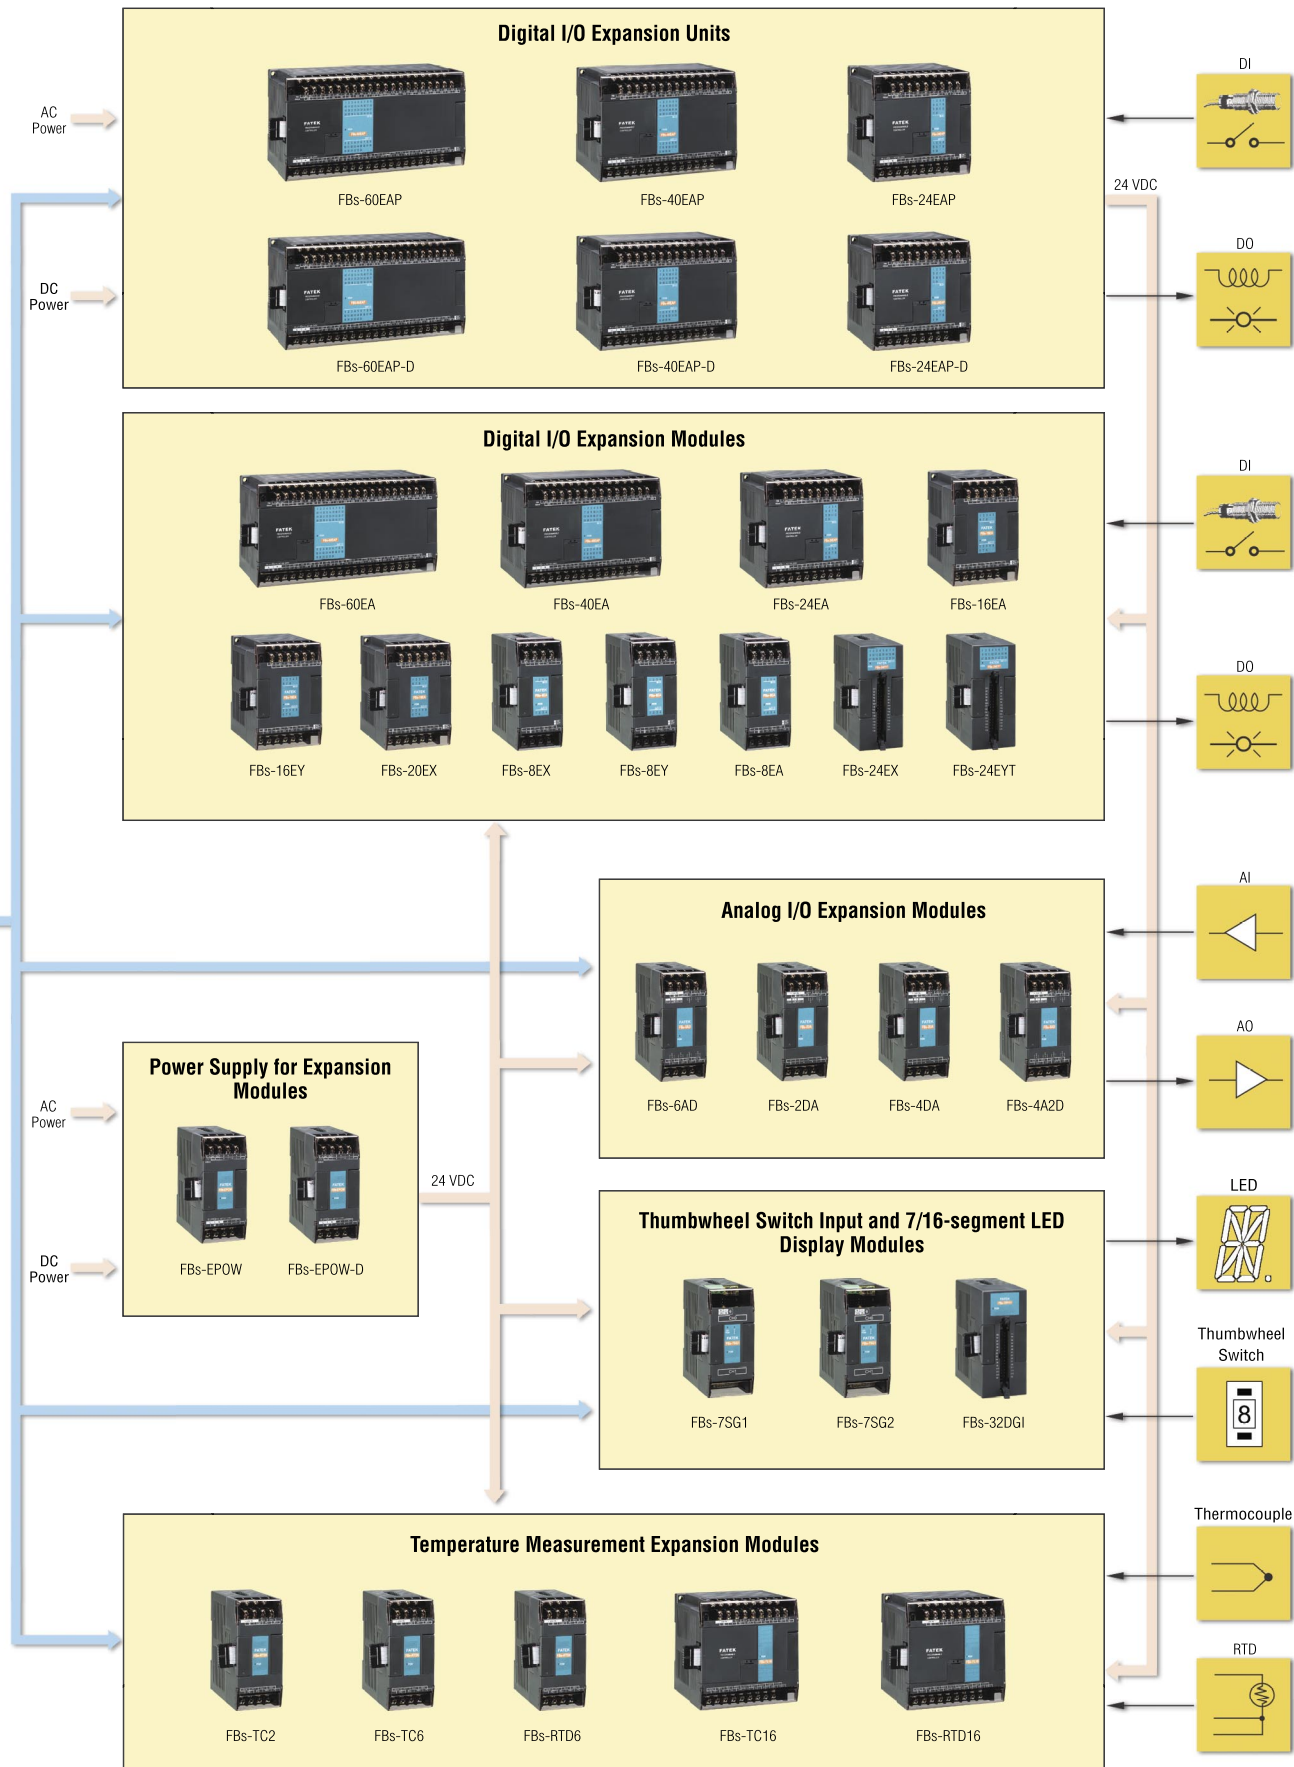 Digital I/O Expansion Units
AC
Power
DI
FBs-60EAP
FBs-40EAP
FBs-24EAP
24 VDC
DC
Power
DO
FBs-60EAP-D
FBs-40EAP-D
FBs-24EAP-D
Digital I/O Expansion Modules
DI
FATEK
FATEK
FATEK
FATEK
FBs-60EA
FBs-40EA
FBs-24EA
FBs-16EA
DO
FBs-16EY
FBs-20EX
FBs-8EX
FBs-8EY
FBs-8EA
FBs-24EX
FBs-24EYT
Analog I/O Expansion Modules
AI
AO
FBs-6AD
FBs-2DA
FBs-4DA
FBs-4A2D
Power Supply for Expansion
Modules
AC
Power
24 VDC
DC
Power
FBs-EPOW
FBs-EPOW-D
Thumbwheel Switch Input and 7/16-segment LED
Display Modules
LED
Thumbwheel
Switch
8
FBs-7SG1
FBs-7SG2
FBs-32DGI
Temperature Measurement Expansion Modules
Thermocouple
RTD
FBs-TC2
FBs-TC6
FBs-RTD6
FBs-TC16
FBs-RTD16